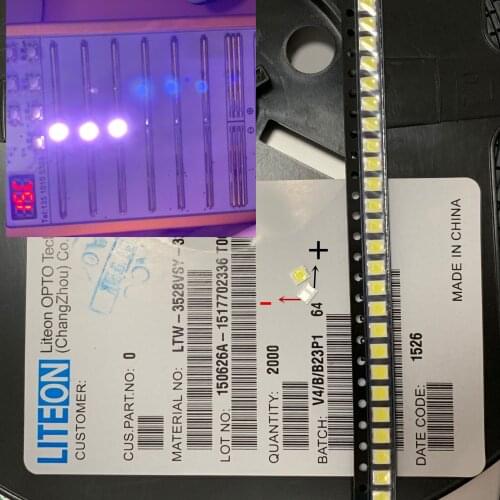 LITEON
Liteon OPTO Tec
(ChangZhou) Co.
CUSTOMER:
CUS.PART.NO: 0
MATERIAL NO: LTW-3528VSY-3
LOT NO: 150626A-1517702336
QUANTITY: 2000
BATCH: V4/B/B23P1 64
DATE CODE: 1526
MADE IN CHINA
+
-